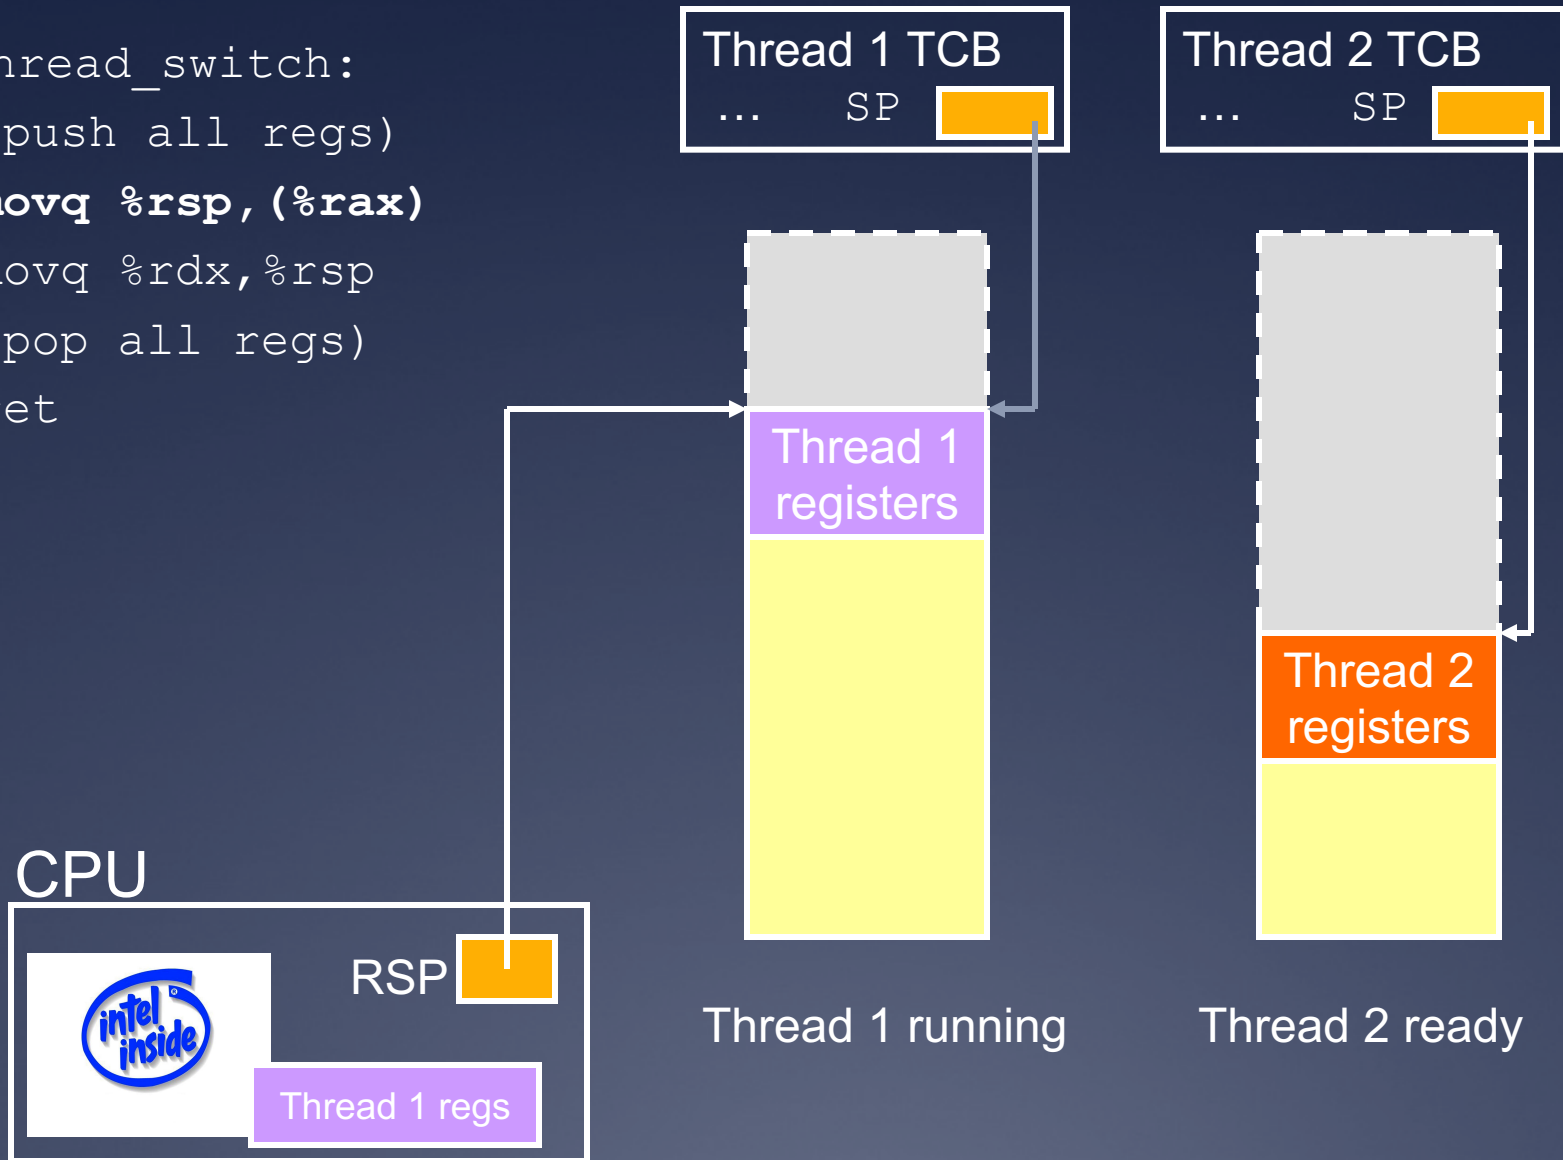 hread_switch:
push all regs)
ovq %rsp,(%rax)
ovq %rdx,%rsp
pop all regs)
et
Thread 1 TCB
... SP
Thread 2 TCB
... SP
Thread 1
registers
Thread 2
registers
CPU
RSP
intel
inside
Thread 1 regs
Thread 1 running
Thread 2 ready